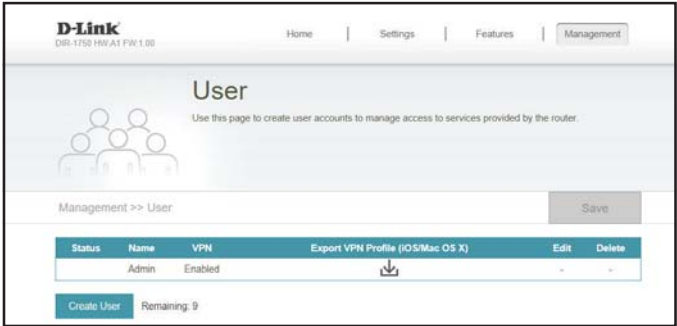 D-Link
DIR-1750 HW:A1 FW:1.00
Home | Settings | Features | Management
User
Use this page to create user accounts to manage access to services provided by the router.
Management >> User
Save
Status Name VPN Export VPN Profile (iOS/Mac OS X) Edit Delete
Admin Enabled - -
Create User Remaining: 9